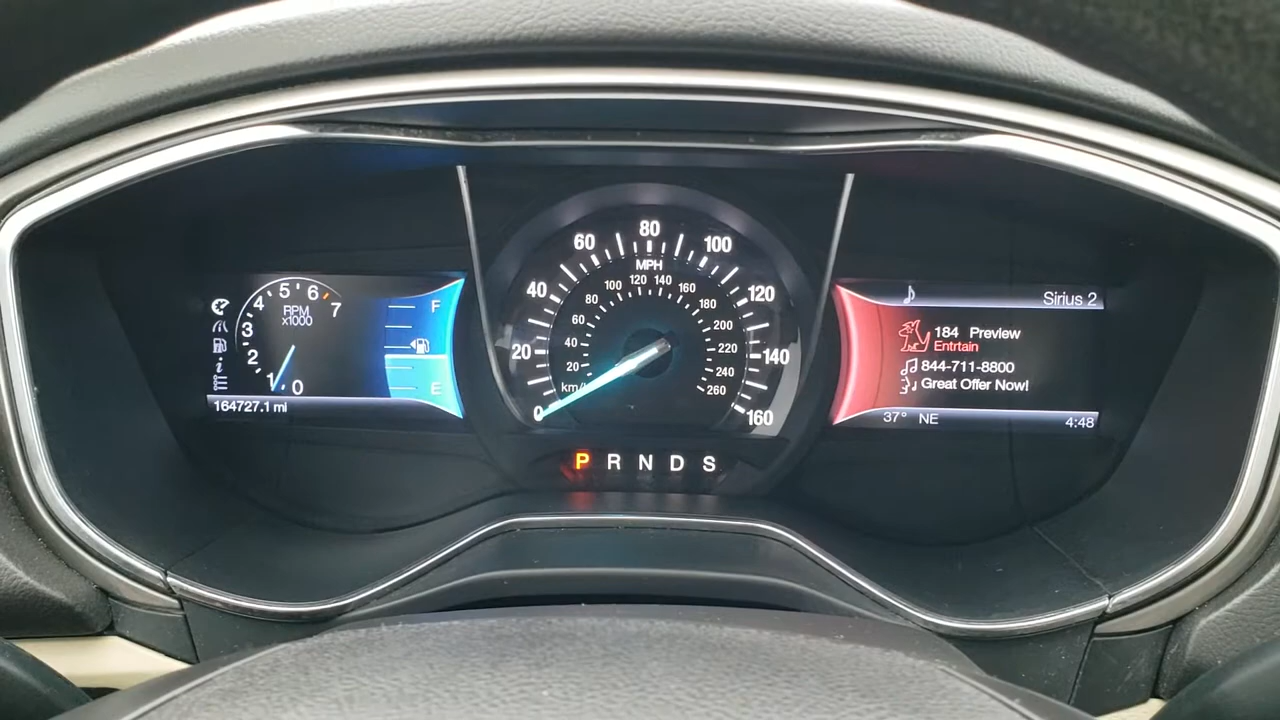 5
4
6
3
RPM
x1000
7
2
1
0
F
E
i
164727.1 mi
80
60
100
MPH
40
120
20
140
0
160
120
140
100
160
80
180
60
200
40
220
20
240
km/h
260
P R N D S
Sirius 2
184 Preview
Entrtain
844-711-8800
Great Offer Now!
37° NE
4:48